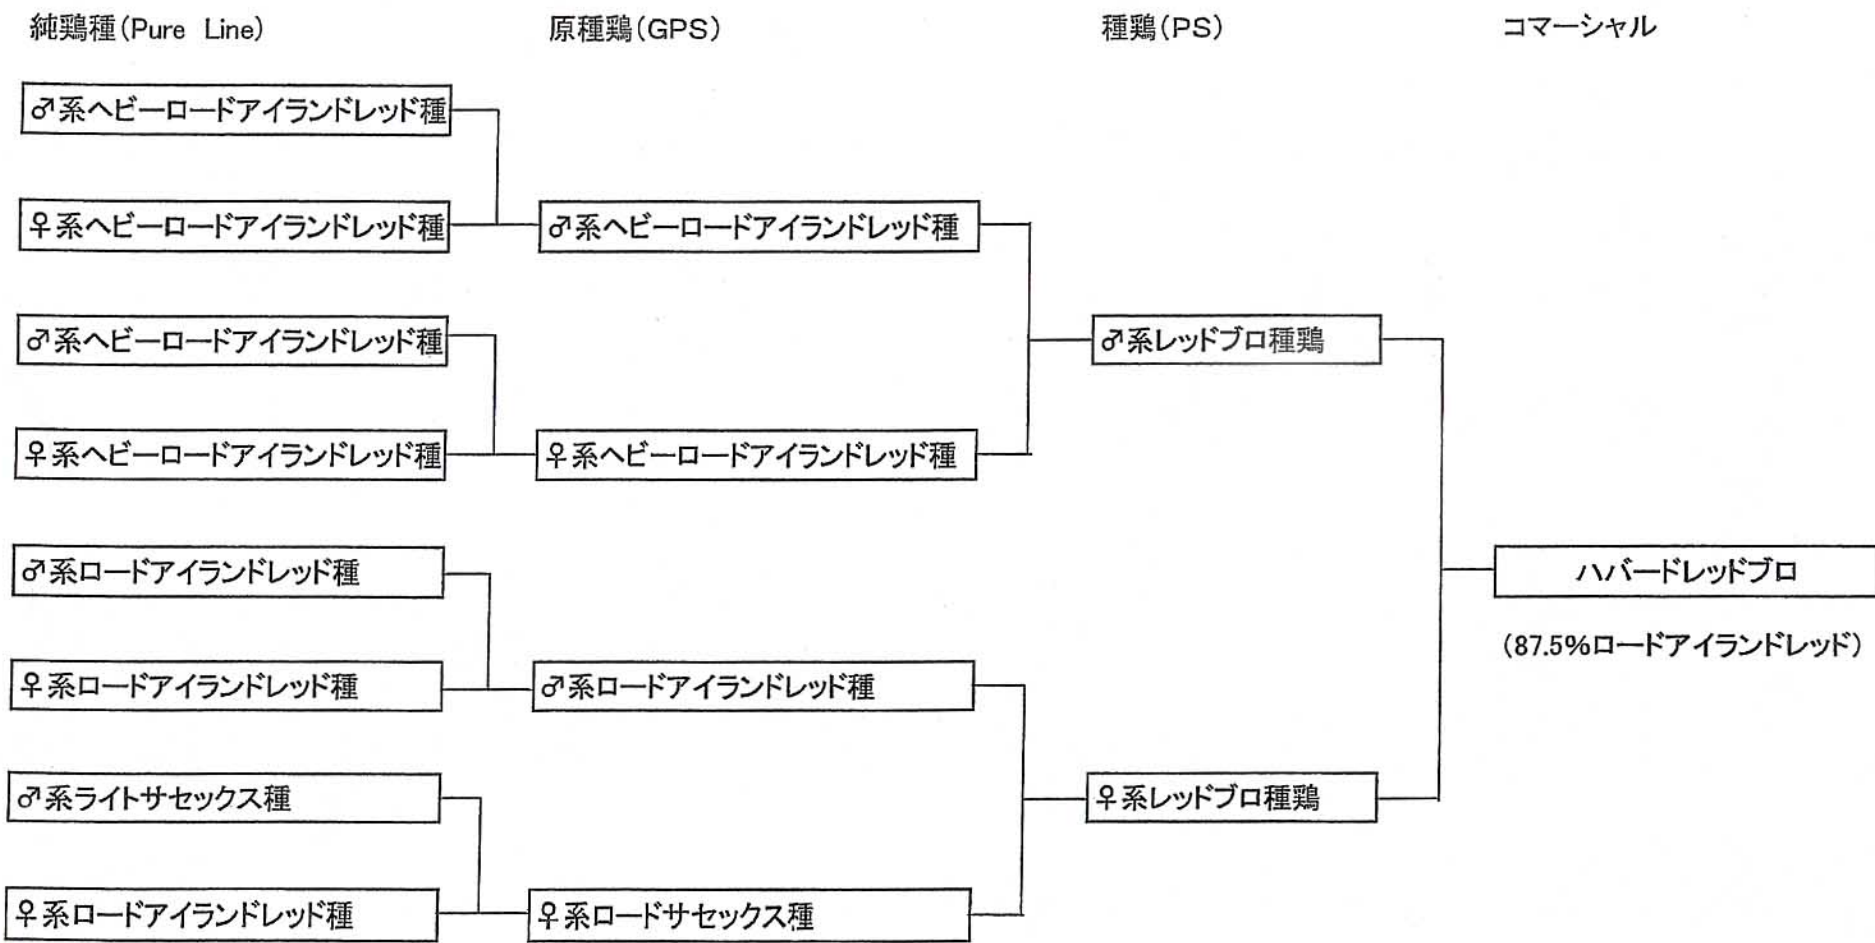 純鶏種(Pure Line)
原種鶏(GPS)
種鶏(PS)
コマーシャル
♂系ヘビーロードアイランドレッド種
♀系ヘビーロードアイランドレッド種
♂系ヘビーロードアイランドレッド種
♂系ヘビーロードアイランドレッド種
♂系レッドブロ種鶏
♀系ヘビーロードアイランドレッド種
♀系ヘビーロードアイランドレッド種
♂系ロードアイランドレッド種
ハバードレッドブロ
(87.5%ロードアイランドレッド)
♀系ロードアイランドレッド種
♂系ロードアイランドレッド種
♂系ライトサセックス種
♀系レッドブロ種鶏
♀系ロードアイランドレッド種
♀系ロードサセックス種